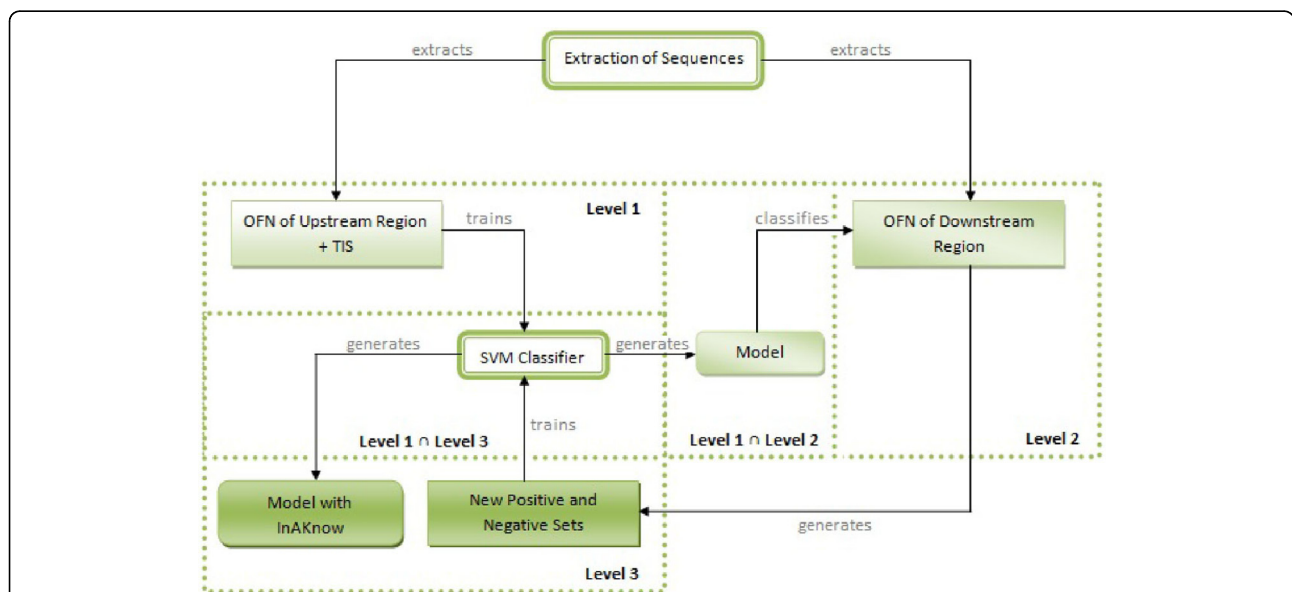 extracts
Extraction of Sequences
extracts
Level 1
OFN of Upstream Region
+ TIS
trains
classifies
OFN of Downstream
Region
generates
SVM Classifier
generates
Model
Level 1 ∩ Level 3
trains
Level 1 ∩ Level 2
Level 2
Model with
InAKnow
New Positive and
Negative Sets
generates
Level 3